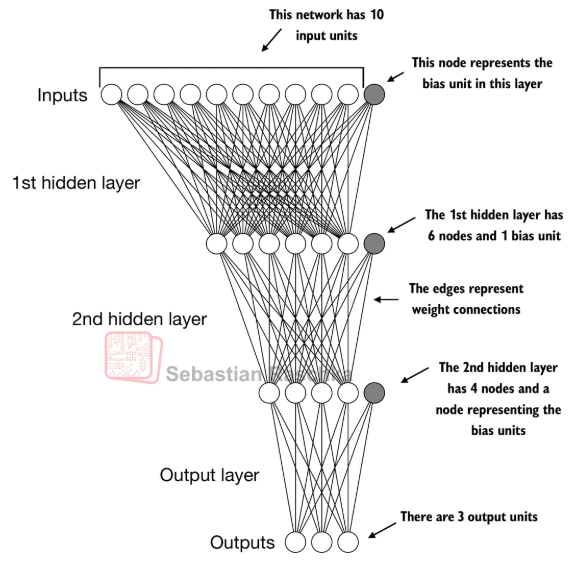 This network has 10
input units
This node represents the
bias unit in this layer
Inputs
1st hidden layer
The 1st hidden layer has
6 nodes and 1 bias unit
The edges represent
weight connections
2nd hidden layer
Sebastian
The 2nd hidden layer
has 4 nodes and a
node representing the
bias units
Output layer
There are 3 output units
Outputs